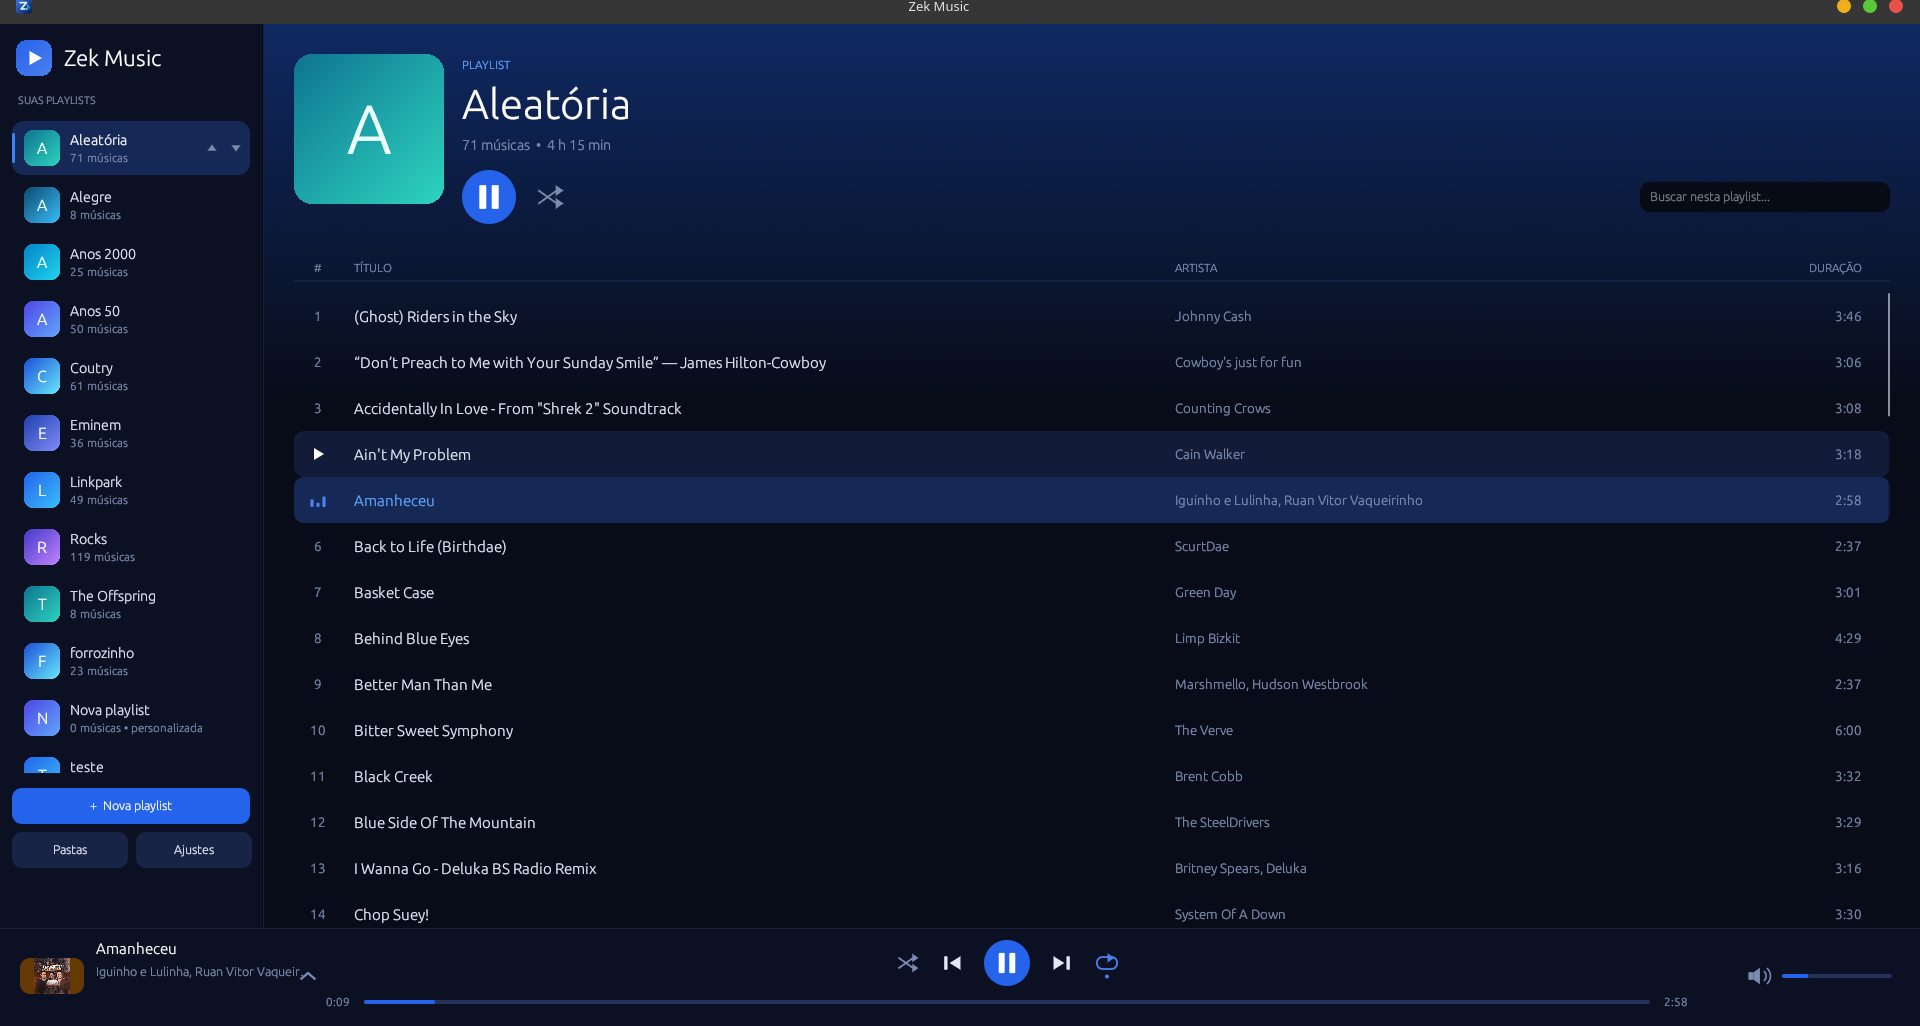 Zek Music
Zek Music
SUAS PLAYLISTS
A Aleatória
71 músicas
A Alegre
8 músicas
A Anos 2000
25 músicas
A Anos 50
50 músicas
C Coutry
61 músicas
E Eminem
36 músicas
L Linkpark
49 músicas
R Rocks
119 músicas
T The Offspring
8 músicas
F forrozinho
23 músicas
N Nova playlist
0 músicas • personalizada
teste
+ Nova playlist
Pastas Ajustes
A
PLAYLIST
Aleatória
71 músicas • 4 h 15 min
Buscar nesta playlist...
# TÍTULO ARTISTA DURAÇÃO
1 (Ghost) Riders in the Sky Johnny Cash 3:46
2 “Don’t Preach to Me with Your Sunday Smile” — James Hilton-Cowboy Cowboy's just for fun 3:06
3 Accidentally In Love - From "Shrek 2" Soundtrack Counting Crows 3:08
Ain't My Problem Cain Walker 3:18
Amanheceu Iguinho e Lulinha, Ruan Vitor Vaqueirinho 2:58
6 Back to Life (Birthdae) ScurtDae 2:37
7 Basket Case Green Day 3:01
8 Behind Blue Eyes Limp Bizkit 4:29
9 Better Man Than Me Marshmello, Hudson Westbrook 2:37
10 Bitter Sweet Symphony The Verve 6:00
11 Black Creek Brent Cobb 3:32
12 Blue Side Of The Mountain The SteelDrivers 3:29
13 I Wanna Go - Deluka BS Radio Remix Britney Spears, Deluka 3:16
14 Chop Suey! System Of A Down 3:30
Amanheceu
Iguinho e Lulinha, Ruan Vitor Vaqueir
0:09 2:58